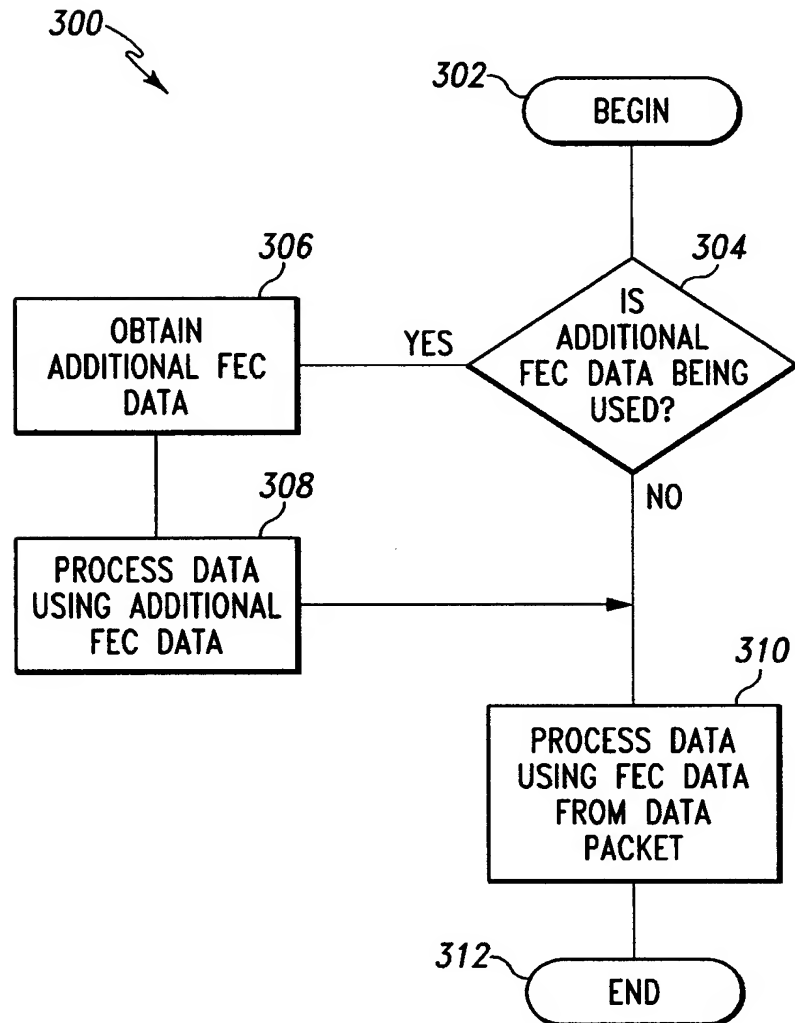 300
302
BEGIN
304
IS
ADDITIONAL
FEC DATA BEING
USED?
YES
306
OBTAIN
ADDITIONAL FEC
DATA
NO
308
PROCESS DATA
USING ADDITIONAL
FEC DATA
310
PROCESS DATA
USING FEC DATA
FROM DATA
PACKET
312
END